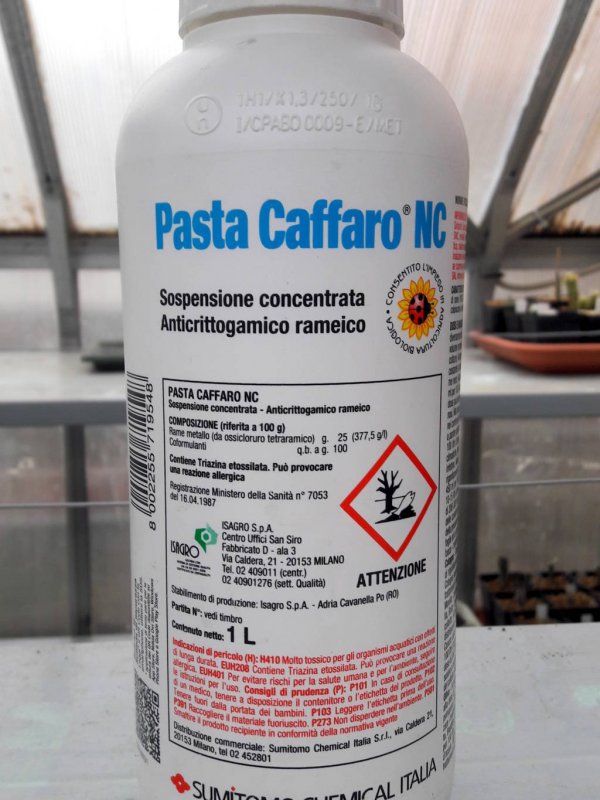 TH1/X1,3/250/ 1G
I/CPABO 0009-E/MET
Pasta Caffaro® NC
Sospensione concentrata
Anticrittogamico rameico
CONSENTITO L'IMPIEGO IN AGRICOLTURA BIOLOGICA •
PASTA CAFFARO NC
Sospensione concentrata - Anticrittogamico rameico
COMPOSIZIONE (riferita a 100 g)
Rame metallo (da ossicloruro tetraramico) g. 25 (377,5 g/l)
Coformulanti q.b. a g. 100
Contiene Triazina etossilata. Può provocare
una reazione allergica
Registrazione Ministero della Sanità n° 7053
del 16.04.1987
ISAGRO
ISAGRO S.p.A.
Centro Uffici San Siro
Fabbricato D - ala 3
Via Caldera, 21 - 20153 MILANO
Tel. 02 409011 (centr.)
02 40901276 (sett. Qualità)
ATTENZIONE
Stabilimento di produzione: Isagro S.p.A. - Adria Cavanella Po (RO)
Partita N°: vedi timbro
Contenuto netto: 1 L
Indicazioni di pericolo (H): H410 Molto tossico per gli organismi acquatici con effetti
di lunga durata. EUH208 Contiene Triazina etossilata. Può provocare una reazione
allergica. EUH401 Per evitare rischi per la salute umana e per l'ambiente, seguire
le istruzioni per l'uso. Consigli di prudenza (P): P101 In caso di consultazione
di un medico, tenere a disposizione il contenitore o l'etichetta del prodotto. P102
Tenere fuori dalla portata dei bambini. P103 Leggere l'etichetta prima dell'uso.
P391 Raccogliere il materiale fuoriuscito. P273 Non disperdere nell'ambiente. P501
Smaltire il prodotto recipiente in conformità della normativa vigente
Distribuzione commerciale: Sumitomo Chemical Italia S.r.l., via Caldera 21,
20153 Milano, tel 02 452801
SUMITOMO CHEMICAL ITALIA
8 002255 719548